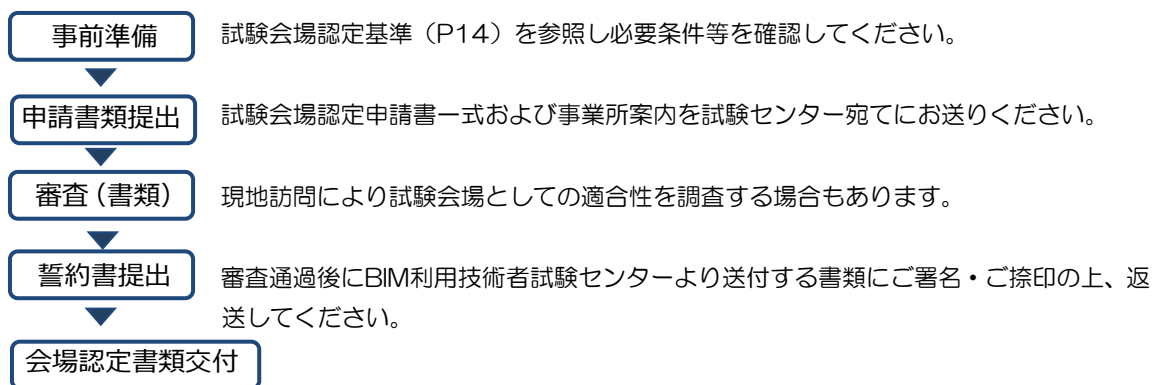 事前準備 試験会場認定基準（P14）を参照し必要条件等を確認してください。
申請書類提出 試験会場認定申請書一式および事業所案内を試験センター宛てにお送りください。
審査（書類） 現地訪問により試験会場としての適合性を調査する場合もあります。
誓約書提出 審査通過後にBIM利用技術者試験センターより送付する書類にご署名・ご捺印の上、返
送してください。
会場認定書類交付